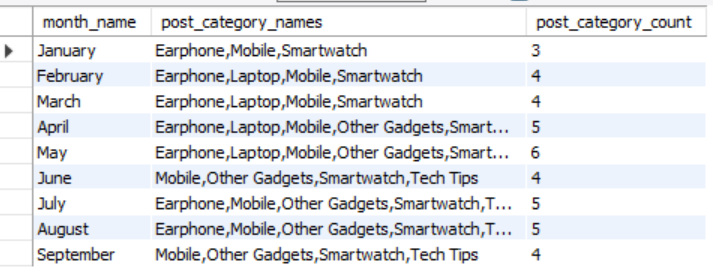 month_name post_category_names post_category_count
January Earphone,Mobile,Smartwatch 3
February Earphone,Laptop,Mobile,Smartwatch 4
March Earphone,Laptop,Mobile,Smartwatch 4
April Earphone,Laptop,Mobile,Other Gadgets,Smart... 5
May Earphone,Laptop,Mobile,Other Gadgets,Smart... 6
June Mobile,Other Gadgets,Smartwatch,Tech Tips 4
July Earphone,Mobile,Other Gadgets,Smartwatch,T... 5
August Earphone,Mobile,Other Gadgets,Smartwatch,T... 5
September Mobile,Other Gadgets,Smartwatch,Tech Tips 4